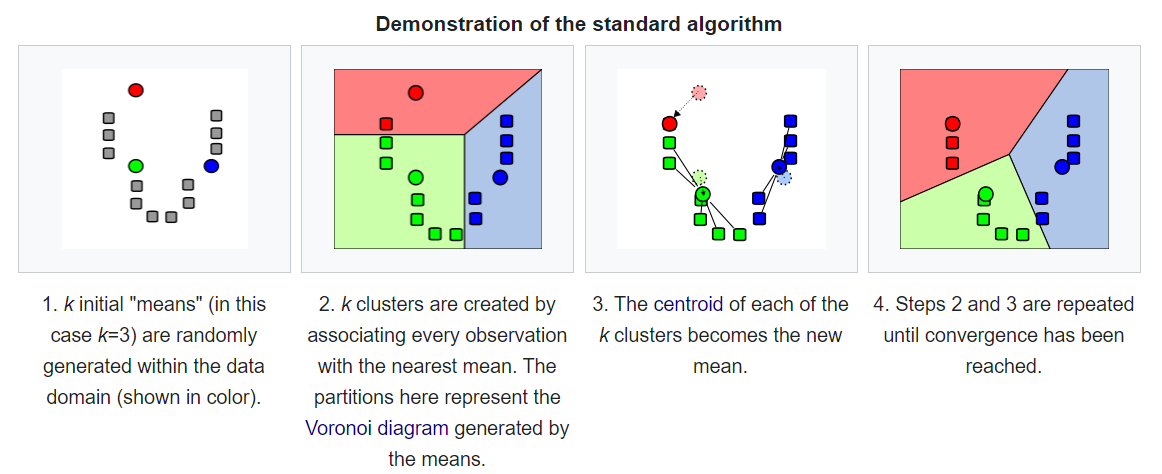 Demonstration of the standard algorithm
1. k initial "means" (in this
case k=3) are randomly
generated within the data
domain (shown in color).
2. k clusters are created by
associating every observation
with the nearest mean. The
partitions here represent the
Voronoi diagram generated by
the means.
3. The centroid of each of the
k clusters becomes the new
mean.
4. Steps 2 and 3 are repeated
until convergence has been
reached.